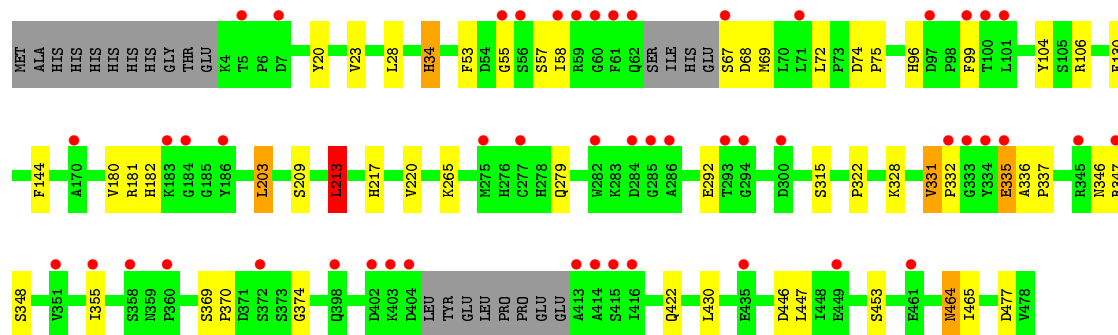 MET ALA HIS HIS HIS HIS HIS HIS GLY THR GLU K4 T5 P6 D7 Y20 V23 L28 H34 F53 D54 G55 S56 S57 I58 R59 G60 F61 Q62 SER ILE HIS GLU S67 D68 M69 L70 L71 L72 P73 D74 P75 H96 D97 P98 F99 T100 L101 Y104 S105 R106
F144 A170 V180 R181 H182 K183 G184 G185 Y186 L203 S209 L213 H217 V220 K265 M275 H276 C277 H278 Q279 W282 K283 D284 G285 A286 E292 T293 G294 D300 S315 P322 K328 V331 P332 G333 Y334 E335 A336 P337 R345 N346
S348 V351 I355 S358 N359 P360 S369 P370 D371 S372 S373 G374 Q398 D402 K403 D404 LEU TYR GLU LEU PRO PRO GLU GLU A413 A414 S415 I416 Q422 L430 E435 D446 L447 I448 E449 S453 E461 N464 I465 D477 V478